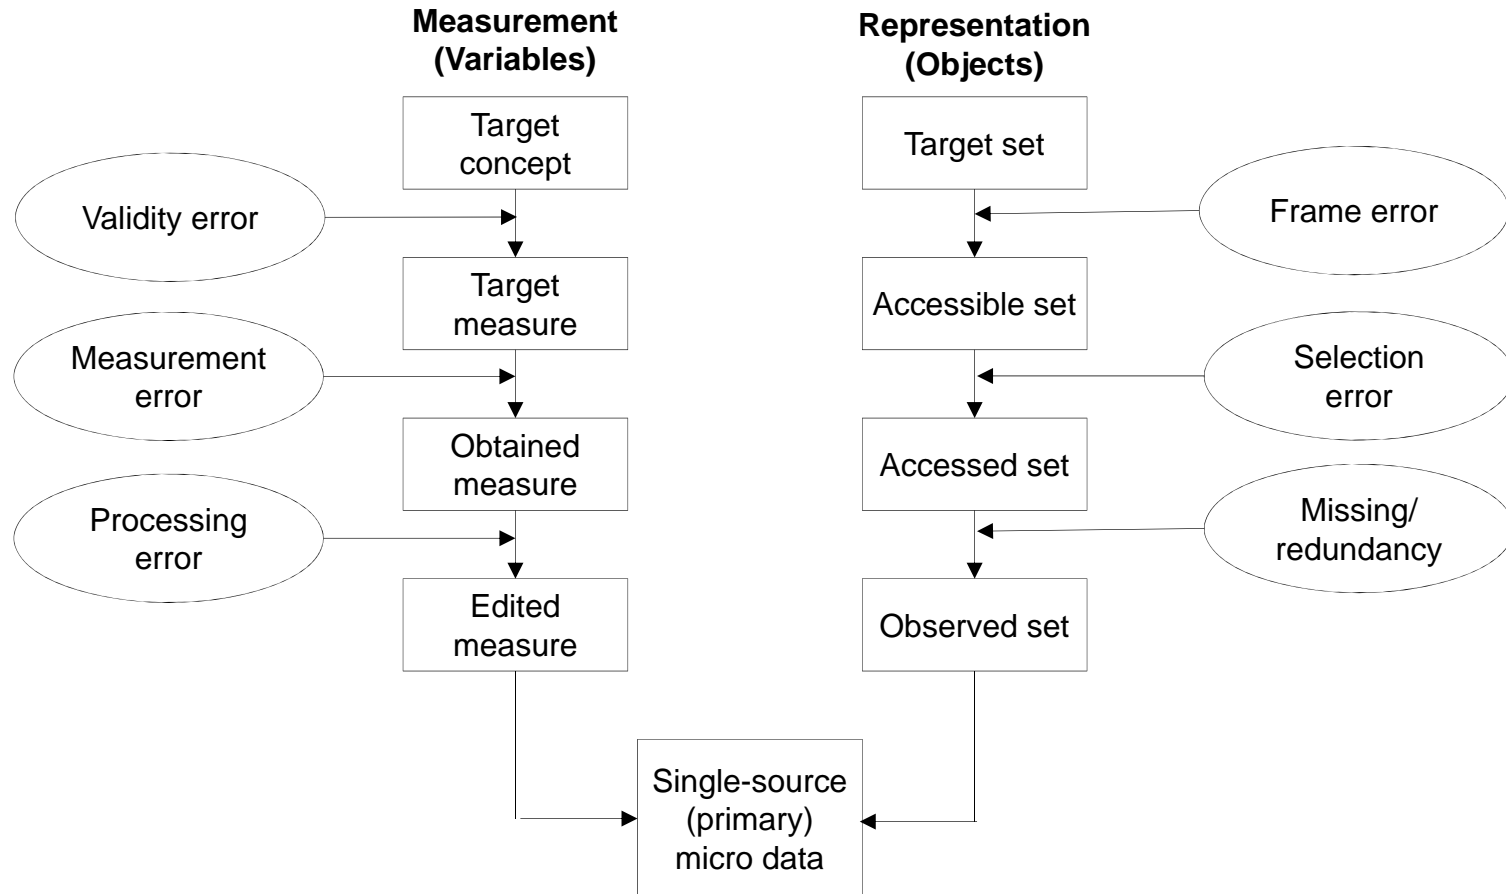 Measurement
(Variables)
Representation
(Objects)
Target
concept
Target set
Validity error
Frame error
Target
measure
Accessible set
Measurement
error
Selection
error
Obtained
measure
Accessed set
Processing
error
Missing/
redundancy
Edited
measure
Observed set
Single-source
(primary)
micro data